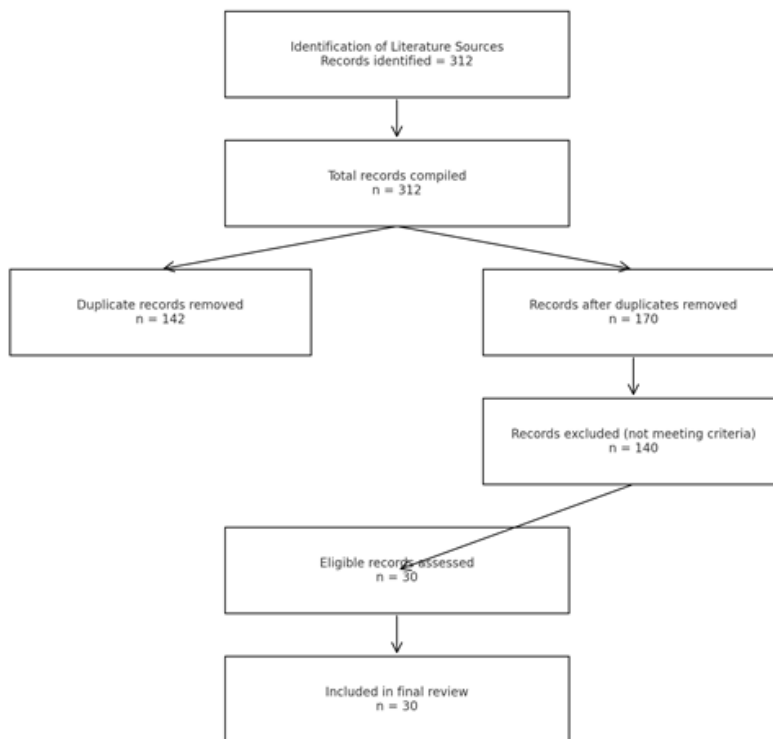 Identification of Literature Sources
Records identified = 312
Total records compiled
n = 312
Duplicate records removed
n = 142
Records after duplicates removed
n = 170
Records excluded (not meeting criteria)
n = 140
Eligible records assessed
n = 30
Included in final review
n = 30